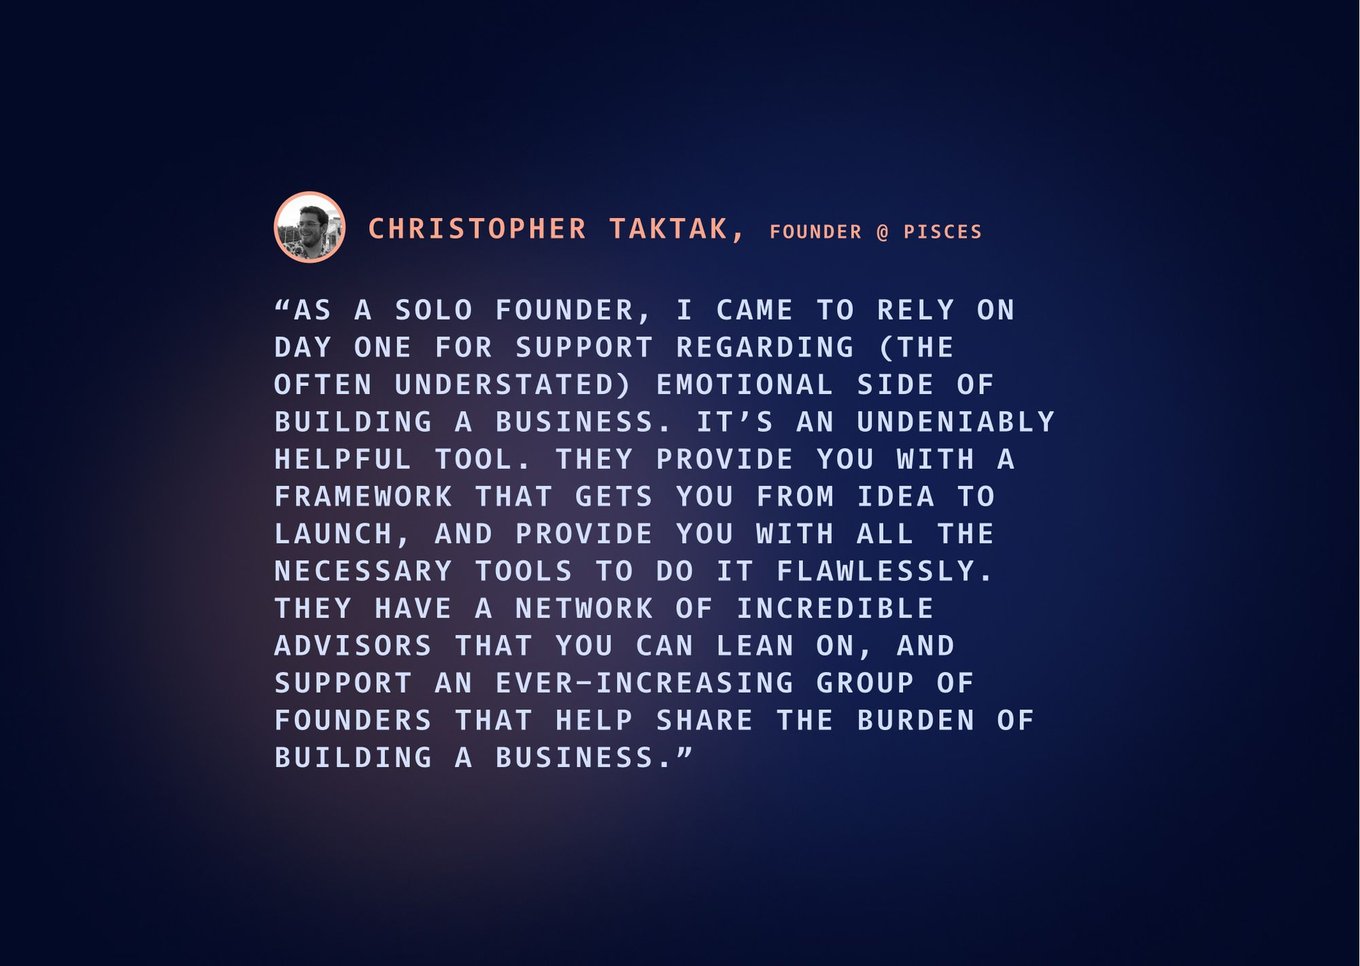 CHRISTOPHER TAKTAK, FOUNDER @ PISCES
“AS A SOLO FOUNDER, I CAME TO RELY ON
DAY ONE FOR SUPPORT REGARDING (THE
OFTEN UNDERSTATED) EMOTIONAL SIDE OF
BUILDING A BUSINESS. IT’S AN UNDENIABLY
HELPFUL TOOL. THEY PROVIDE YOU WITH A
FRAMEWORK THAT GETS YOU FROM IDEA TO
LAUNCH, AND PROVIDE YOU WITH ALL THE
NECESSARY TOOLS TO DO IT FLAWLESSLY.
THEY HAVE A NETWORK OF INCREDIBLE
ADVISORS THAT YOU CAN LEAN ON, AND
SUPPORT AN EVER-INCREASING GROUP OF
FOUNDERS THAT HELP SHARE THE BURDEN OF
BUILDING A BUSINESS.”